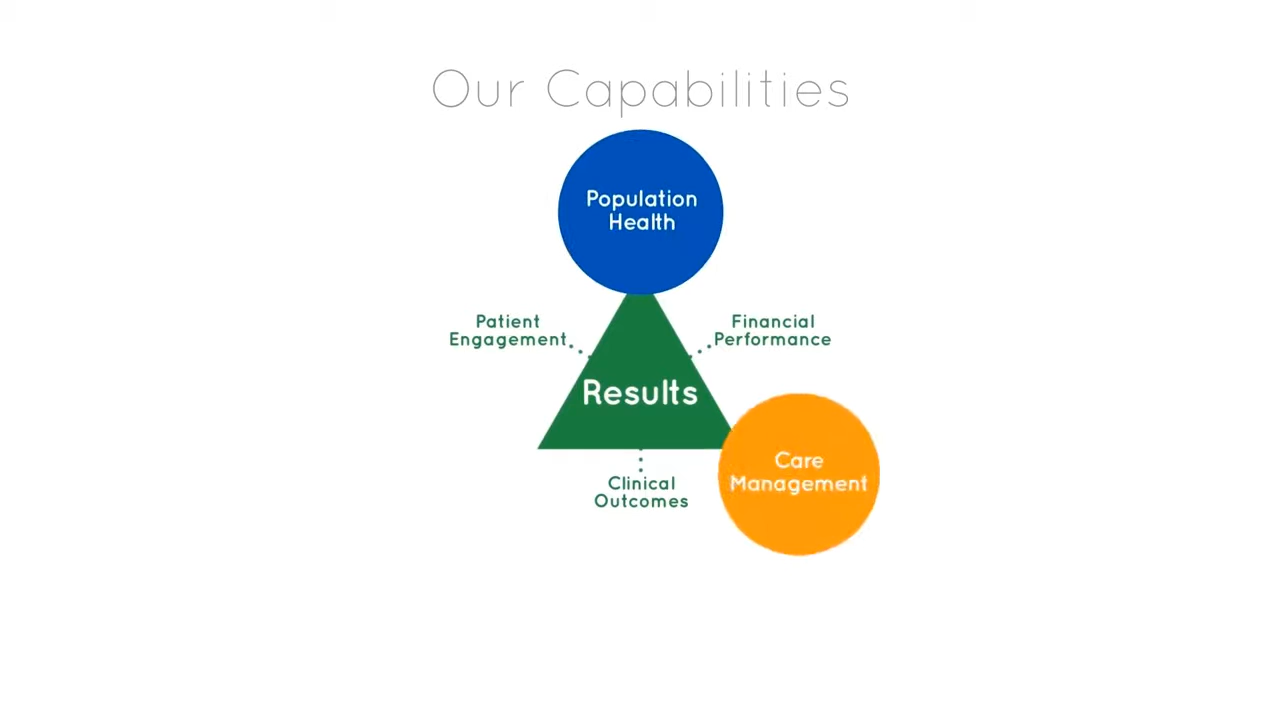 Our Capabilities
Population
Health
Patient
Engagement
Financial
Performance
Results
Care
Management
Clinical
Outcomes